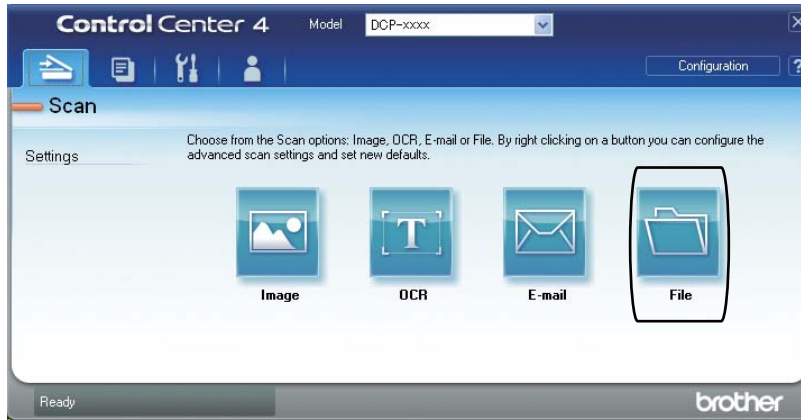 Control Center 4 Model DCP-xxxx X
Configuration ?
Scan
Choose from the Scan options: Image, OCR, E-mail or File. By right clicking on a button you can configure the
Settings advanced scan settings and set new defaults.
T
Image OCR E-mail File
Ready brother